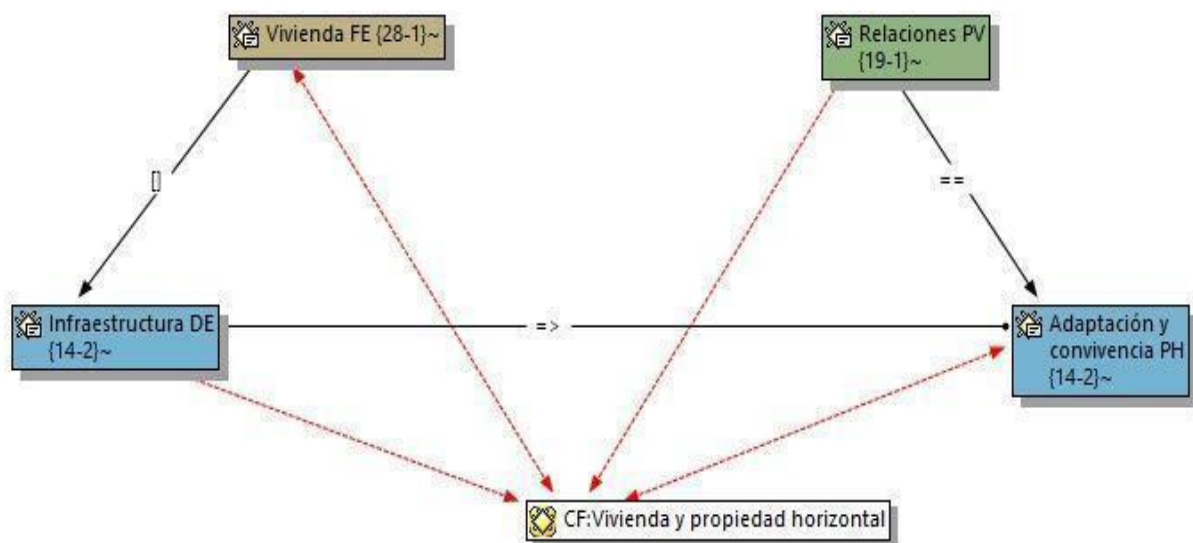 Vivienda FE {28-1}~
Relaciones PV
{19-1}~
[]
==
Infraestructura DE
{14-2}~
=>
Adaptación y
convivencia PH
{14-2}~
CF:Vivienda y propiedad horizontal